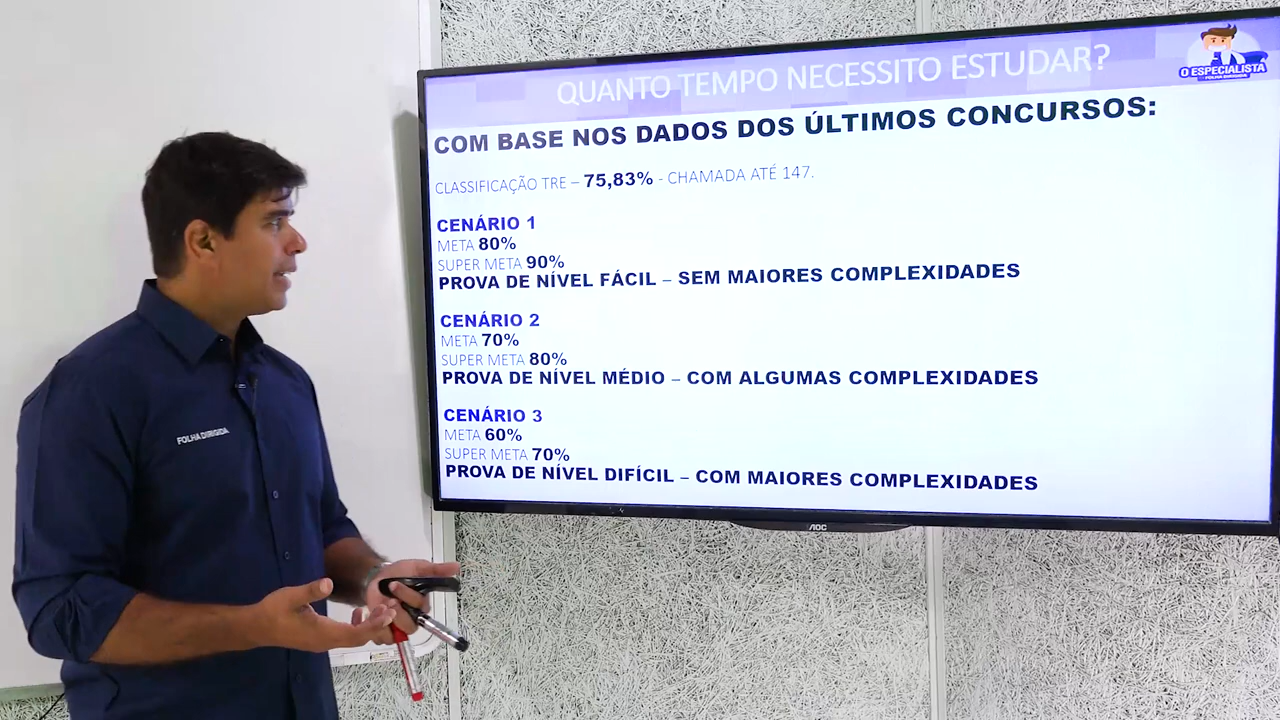 QUANTO TEMPO NECESSITO ESTUDAR?
O ESPECIALISTA
FOLHA DIRIGIDA
COM BASE NOS DADOS DOS ÚLTIMOS CONCURSOS:
CLASSIFICAÇÃO TRE – 75,83% - CHAMADA ATÉ 147.
CENÁRIO 1
META 80%
SUPER META 90%
PROVA DE NÍVEL FÁCIL – SEM MAIORES COMPLEXIDADES
CENÁRIO 2
META 70%
SUPER META 80%
PROVA DE NÍVEL MÉDIO – COM ALGUMAS COMPLEXIDADES
CENÁRIO 3
META 60%
SUPER META 70%
PROVA DE NÍVEL DIFÍCIL – COM MAIORES COMPLEXIDADES
AOC
FOLHA DIRIGIDA